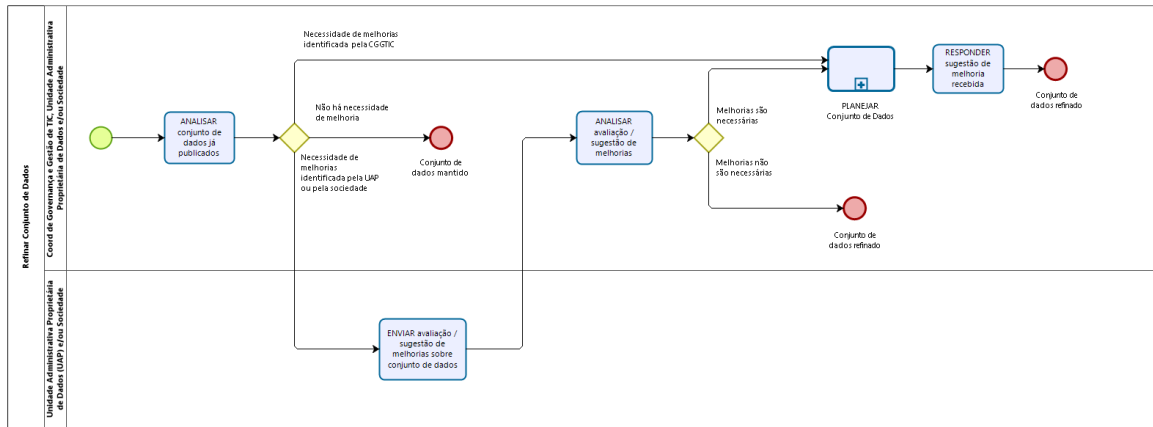 Refinar Conjunto de Dados
Coord de Governança e Gestão de TIC, Unidade Administrativa
Proprietária de Dados e/ou Sociedade
Necessidade de melhorias
identificada pela CGGTIC
ANALISAR
conjunto de
dados já
publicados
Não há necessidade
de melhoria
Conjunto de
dados mantido
Necessidade de
melhorias
identificada pela UAP
ou pela sociedade
ANALISAR
avaliação /
sugestão de
melhorias
Melhorias são
necessárias
Melhorias não
são necessárias
PLANEJAR
Conjunto de Dados
RESPONDER
sugestão de
melhoria
recebida
Conjunto de
dados refinado
Conjunto de
dados refinado
Unidade Administrativa Proprietária
de Dados (UAP) e/ou Sociedade
ENVIAR avaliação /
sugestão de
melhorias sobre
conjunto de dados